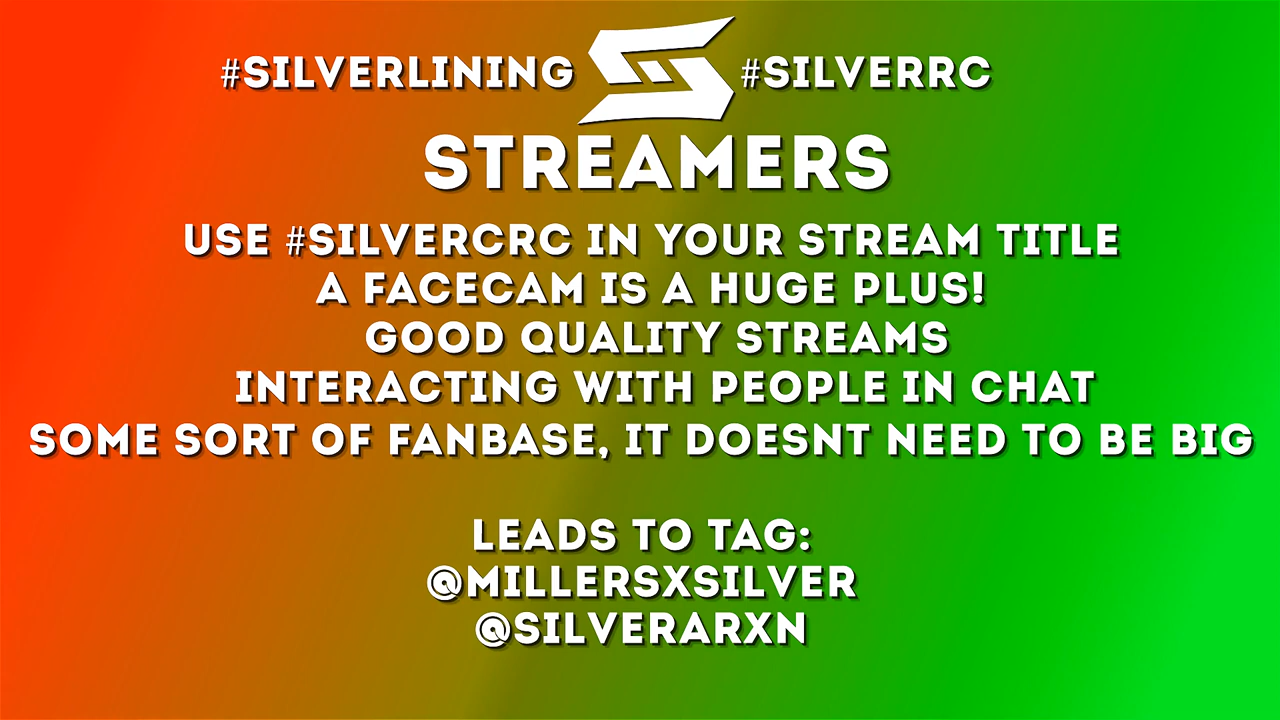 #SILVERLINING #SILVERRC
STREAMERS
USE #SILVERCRC IN YOUR STREAM TITLE
A FACECAM IS A HUGE PLUS!
GOOD QUALITY STREAMS
INTERACTING WITH PEOPLE IN CHAT
SOME SORT OF FANBASE, IT DOESNT NEED TO BE BIG
LEADS TO TAG:
@MILLERSXSILVER
@SILVERARXN